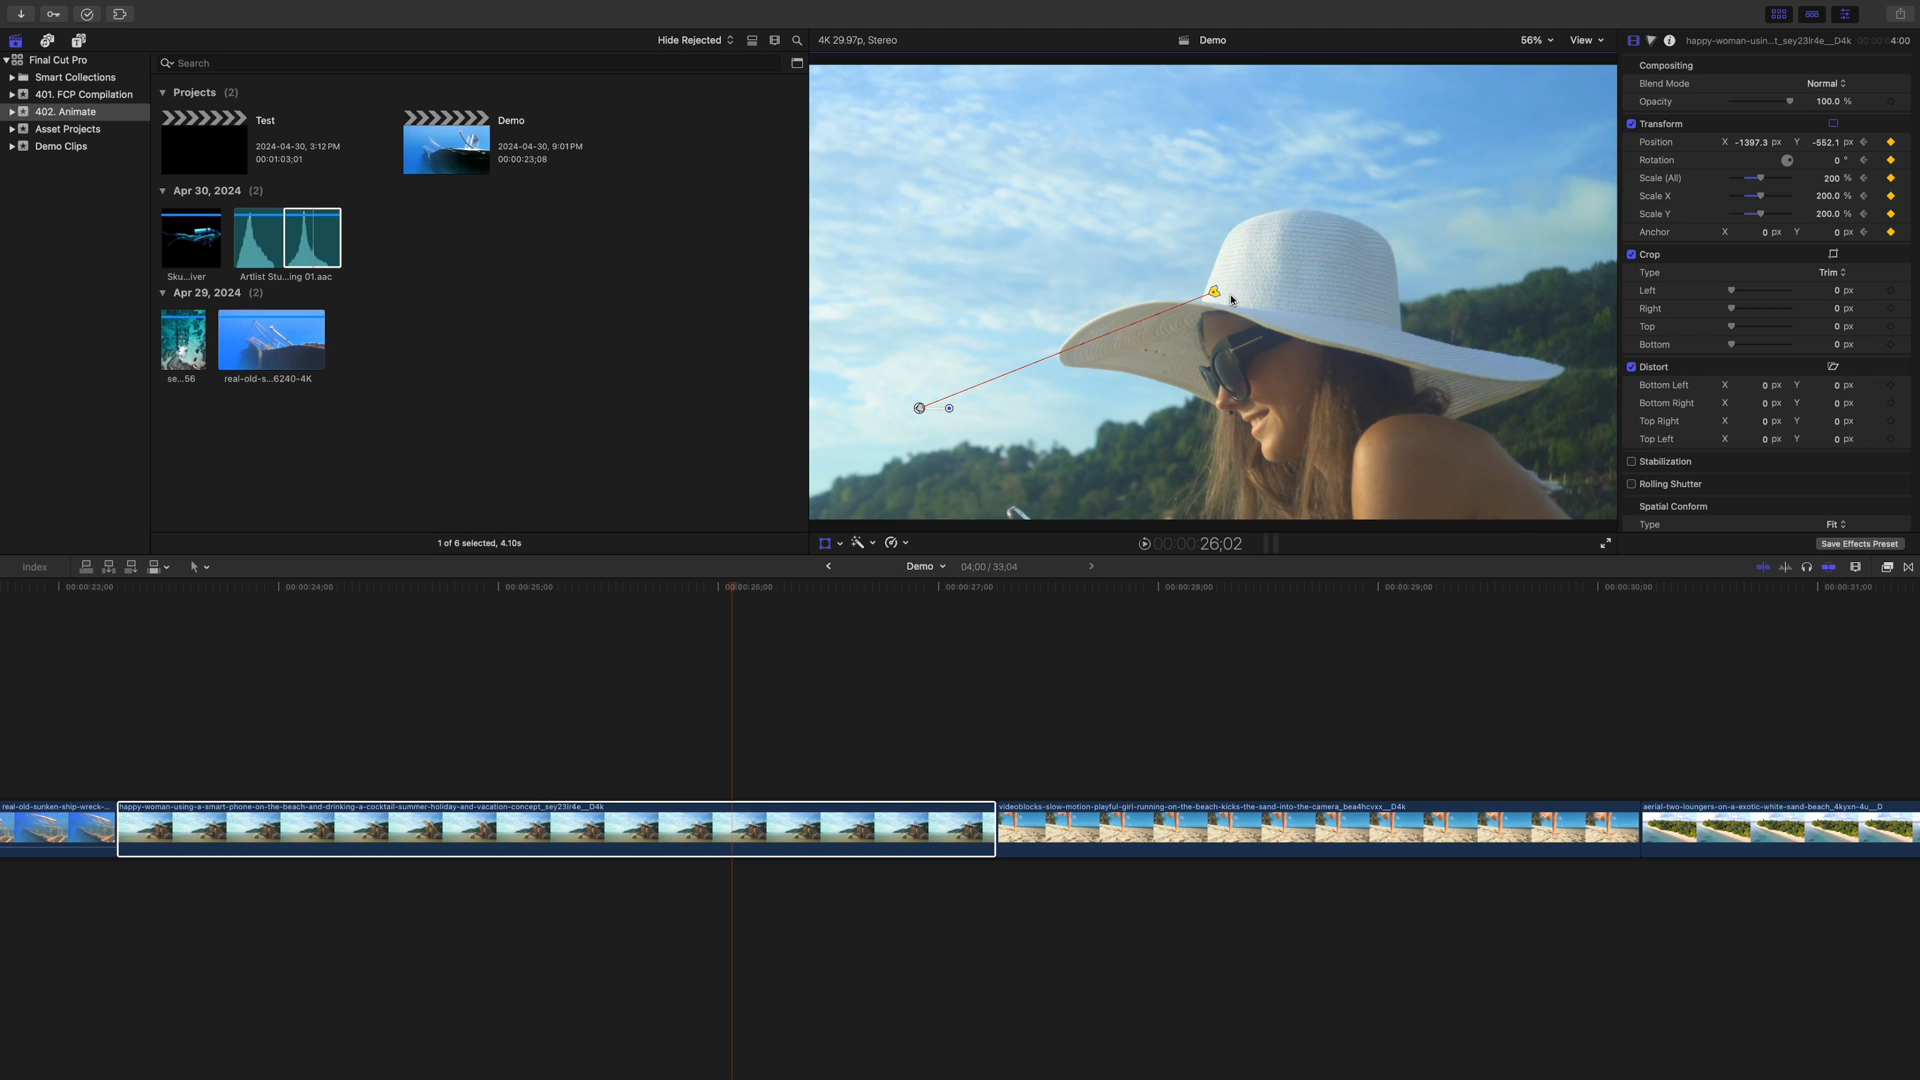 Hide Rejected
4K 29.97p, Stereo
Demo
56%
View
happy-woman-usin...t_sey23lr4e__D4k
4:00
Final Cut Pro
Smart Collections
401. FCP Compilation
402. Animate
Asset Projects
Demo Clips
Search
Projects (2)
Test
2024-04-30, 3:12 PM
00:01:03;01
Demo
2024-04-30, 9:01PM
00:00:23;08
Apr 30, 2024 (2)
Sku...iver
Artlist Stu...ing 01.aac
Apr 29, 2024 (2)
se...56
real-old-s...6240-4K
1 of 6 selected, 4.10s
00:00:26;02
Compositing
Blend Mode Normal
Opacity 100.0 %
Transform
Position X -1397.3 px Y -552.1 px
Rotation 0 °
Scale (All) 200 %
Scale X 200.0 %
Scale Y 200.0 %
Anchor X 0 px Y 0 px
Crop
Type Trim
Left 0 px
Right 0 px
Top 0 px
Bottom 0 px
Distort
Bottom Left X 0 px Y 0 px
Bottom Right X 0 px Y 0 px
Top Right X 0 px Y 0 px
Top Left X 0 px Y 0 px
Stabilization
Rolling Shutter
Spatial Conform
Type Fit
Save Effects Preset
Index
Demo
04;00 / 33;04
00:00:23;00
00:00:24;00
00:00:25;00
00:00:26;00
00:00:27;00
00:00:28;00
00:00:29;00
00:00:30;00
00:00:31;00
real-old-sunken-ship-wreck-...
happy-woman-using-a-smart-phone-on-the-beach-and-drinking-a-cocktail-summer-holiday-and-vacation-concept_sey23lr4e__D4k
videoblocks-slow-motion-playful-girl-running-on-the-beach-kicks-the-sand-into-the-camera_bea4hcvxx__D4k
aerial-two-loungers-on-a-exotic-white-sand-beach_4kyxn-4u__D